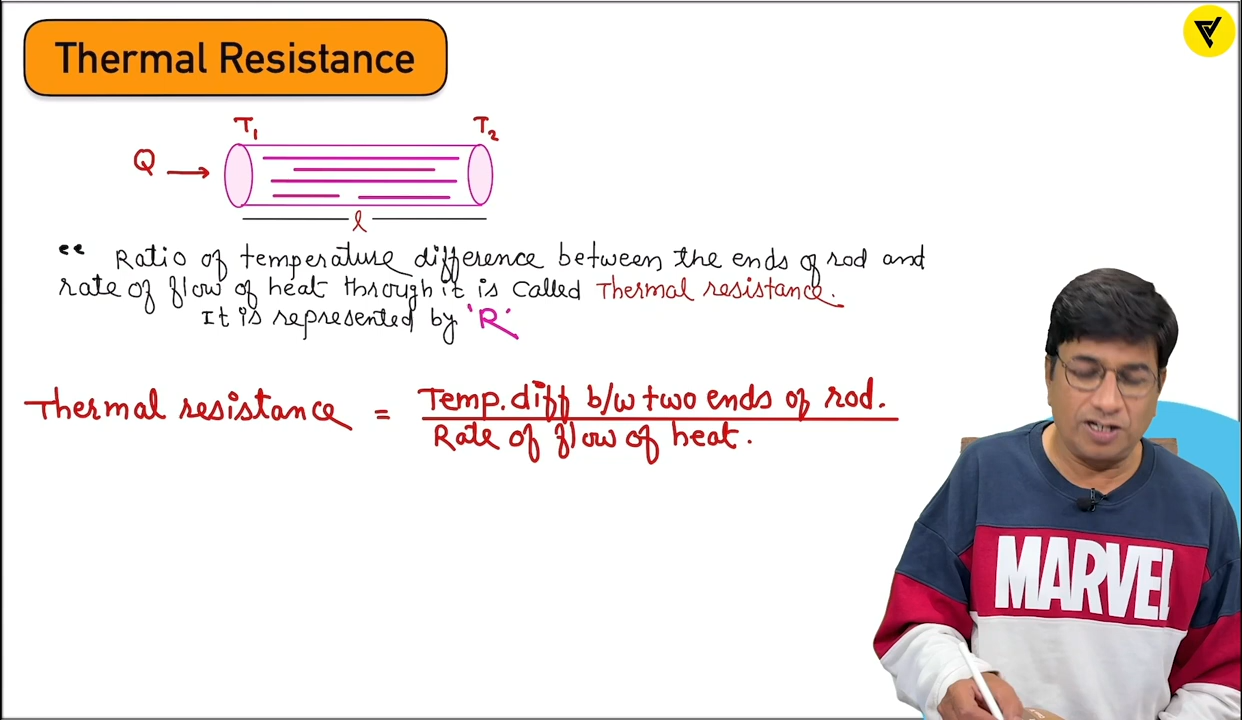 Thermal Resistance
T1 T2
Q
l
“ Ratio of temperature difference between the ends of rod and
rate of flow of heat through it is called Thermal resistance.
It is represented by 'R'
Thermal resistance = Temp. diff b/w two ends of rod.
Rate of flow of heat.
MARVEL